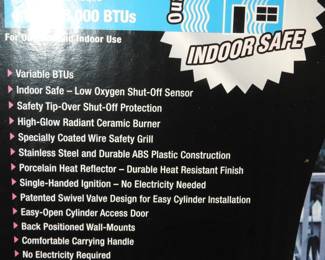 ,000 BTUs
For Ou and Indoor Use
INDOOR SAFE
Variable BTUs
Indoor Safe – Low Oxygen Shut-Off Sensor
Safety Tip-Over Shut-Off Protection
High-Glow Radiant Ceramic Burner
Specially Coated Wire Safety Grill
Stainless Steel and Durable ABS Plastic Construction
Porcelain Heat Reflector – Durable Heat Resistant Finish
Single-Handed Ignition – No Electricity Needed
Patented Swivel Valve Design for Easy Cylinder Installation
Easy-Open Cylinder Access Door
Back Positioned Wall-Mounts
Comfortable Carrying Handle
No Electricity Required